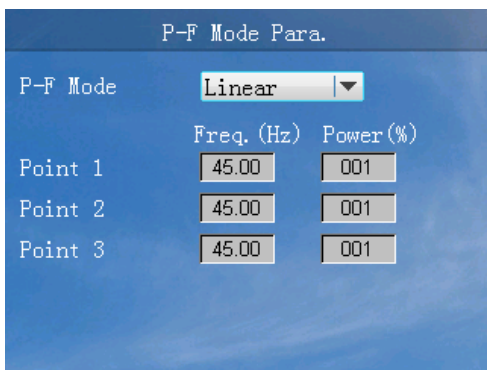 P-F Mode Para.
P-F Mode Linear
Freq.(Hz) Power(%)
Point 1 45.00 001
Point 2 45.00 001
Point 3 45.00 001